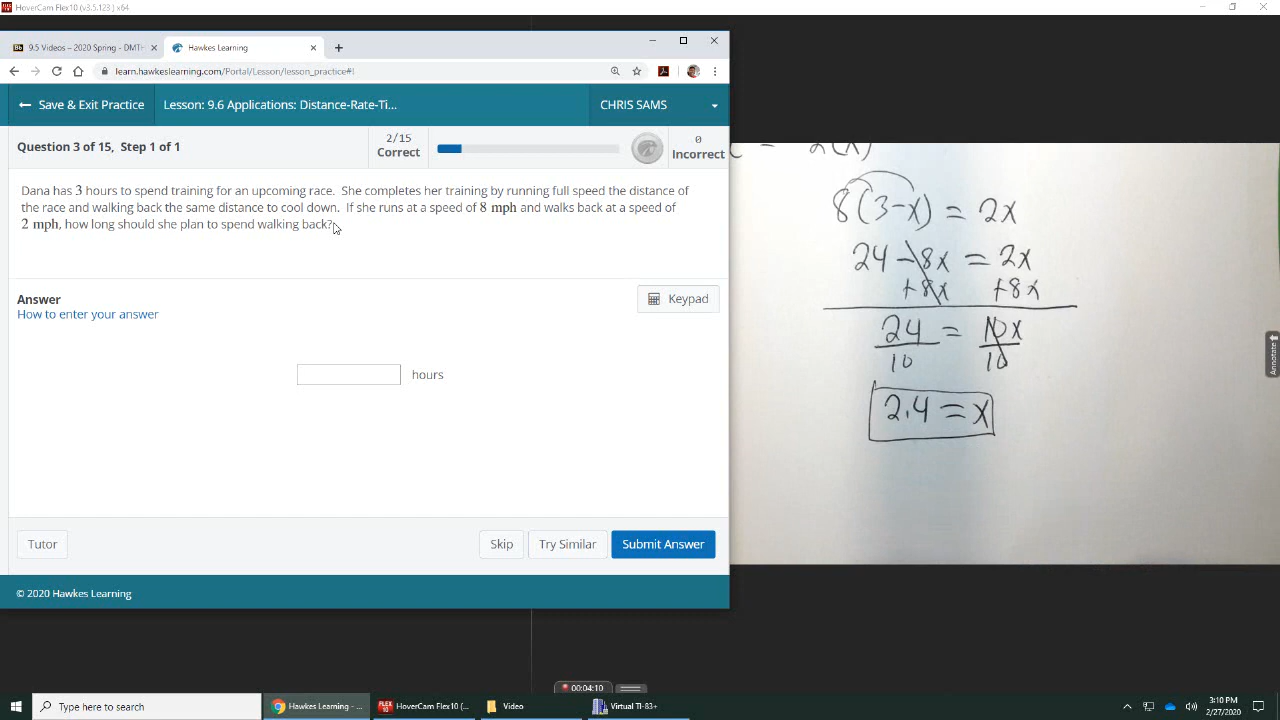 HoverCam Flex10 (v3.5.123 ) x64
9.5 Videos – 2020 Spring - DMTH
Hawkes Learning
learn.hawkeslearning.com/Portal/Lesson/lesson_practice#!
Save & Exit Practice
Lesson: 9.6 Applications: Distance-Rate-Ti...
CHRIS SAMS
Question 3 of 15, Step 1 of 1
2/15
Correct
0
Incorrect
Dana has 3 hours to spend training for an upcoming race. She completes her training by running full speed the distance of
the race and walking back the same distance to cool down. If she runs at a speed of 8 mph and walks back at a speed of
2 mph, how long should she plan to spend walking back?
Answer
How to enter your answer
Keypad
hours
Tutor
Skip
Try Similar
Submit Answer
© 2020 Hawkes Learning
= 2(x)
8(3-x) = 2x
24 - 8x = 2x
+8x +8x
24 = 10x
10 10
2.4 = x
Annotate
00:04:10
Type here to search
Hawkes Learning - ...
FLEX 10
HoverCam Flex10 (...
Video
Virtual TI-83+
3:10 PM
2/27/2020